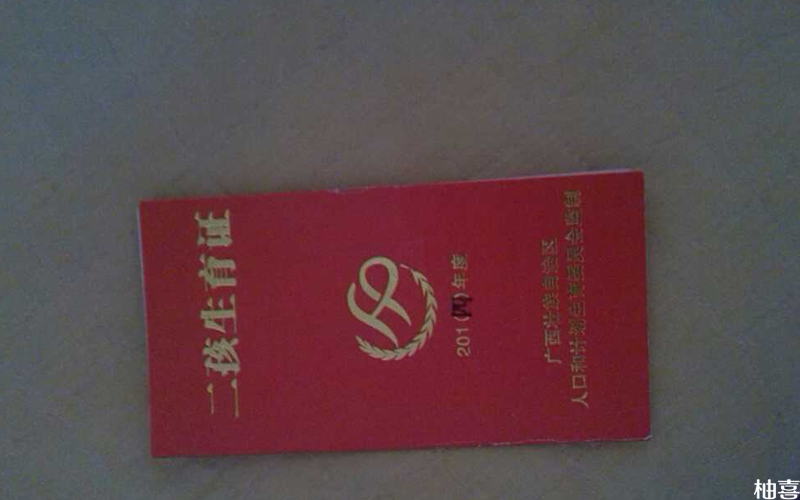 二孩生育证
201(四)年度
广西壮族自治区
人口和计划生育委员会监制
柚喜